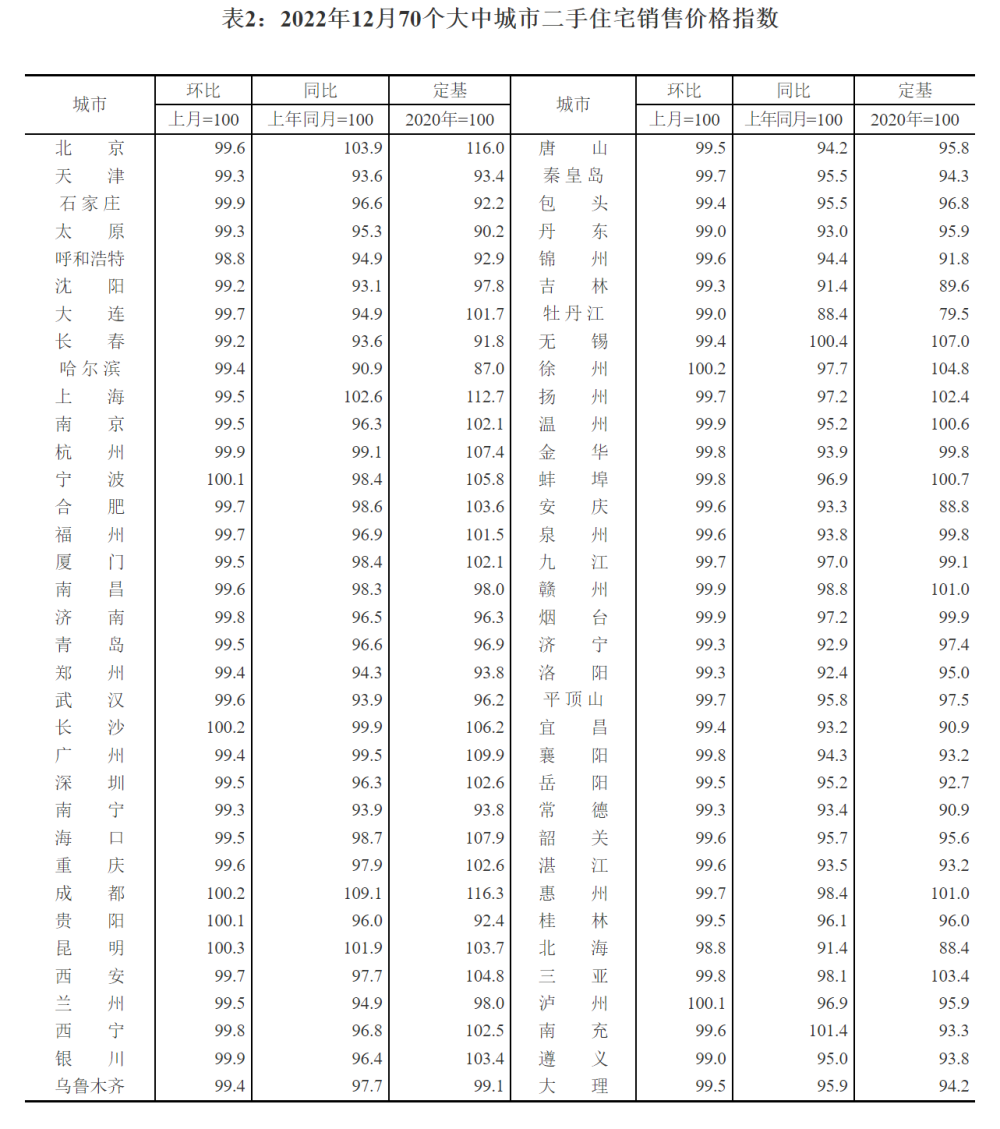 表2：2022年12月70个大中城市二手住宅销售价格指数
城市 环比 同比 定基 城市 环比 同比 定基
上月=100 上年同月=100 2020年=100 上月=100 上年同月=100 2020年=100
北京 99.6 103.9 116.0 唐山 99.5 94.2 95.8
天津 99.3 93.6 93.4 秦皇岛 99.7 95.5 94.3
石家庄 99.9 96.6 92.2 包头 99.4 95.5 96.8
太原 99.3 95.3 90.2 丹东 99.0 93.0 95.9
呼和浩特 98.8 94.9 92.9 锦州 99.6 94.4 91.8
沈阳 99.2 93.1 97.8 吉林 99.3 91.4 89.6
大连 99.7 94.9 101.7 牡丹江 99.0 88.4 79.5
长春 99.2 93.6 91.8 无锡 99.4 100.4 107.0
哈尔滨 99.4 90.9 87.0 徐州 100.2 97.7 104.8
上海 99.5 102.6 112.7 扬州 99.7 97.2 102.4
南京 99.5 96.3 102.1 温州 99.9 95.2 100.6
杭州 99.9 99.1 107.4 金华 99.8 93.9 99.8
宁波 100.1 98.4 105.8 蚌埠 99.8 96.9 100.7
合肥 99.7 98.6 103.6 安庆 99.6 93.3 88.8
福州 99.7 96.9 101.5 泉州 99.6 93.8 99.8
厦门 99.5 98.4 102.1 九江 99.7 97.0 99.1
南昌 99.6 98.3 98.0 赣州 99.9 98.8 101.0
济南 99.8 96.5 96.3 烟台 99.9 97.2 99.9
青岛 99.5 96.6 96.9 济宁 99.3 92.9 97.4
郑州 99.4 94.3 93.8 洛阳 99.3 92.4 95.0
武汉 99.6 93.9 96.2 平顶山 99.7 95.8 97.5
长沙 100.2 99.9 106.2 宜昌 99.4 93.2 90.9
广州 99.4 99.5 109.9 襄阳 99.8 94.3 93.2
深圳 99.5 96.3 102.6 岳阳 99.5 95.2 92.7
南宁 99.3 93.9 93.8 常德 99.3 93.4 90.9
海口 99.5 98.7 107.9 韶关 99.6 95.7 95.6
重庆 99.6 97.9 102.6 湛江 99.6 93.5 93.2
成都 100.2 109.1 116.3 惠州 99.7 98.4 101.0
贵阳 100.1 96.0 92.4 桂林 99.5 96.1 96.0
昆明 100.3 101.9 103.7 北海 98.8 91.4 88.4
西安 99.7 97.7 104.8 三亚 99.8 98.1 103.4
兰州 99.5 94.9 98.0 泸州 100.1 96.9 95.9
西宁 99.8 96.8 102.5 南充 99.6 101.4 93.3
银川 99.9 96.4 103.4 遵义 99.0 95.0 93.8
乌鲁木齐 99.4 97.7 99.1 大理 99.5 95.9 94.2